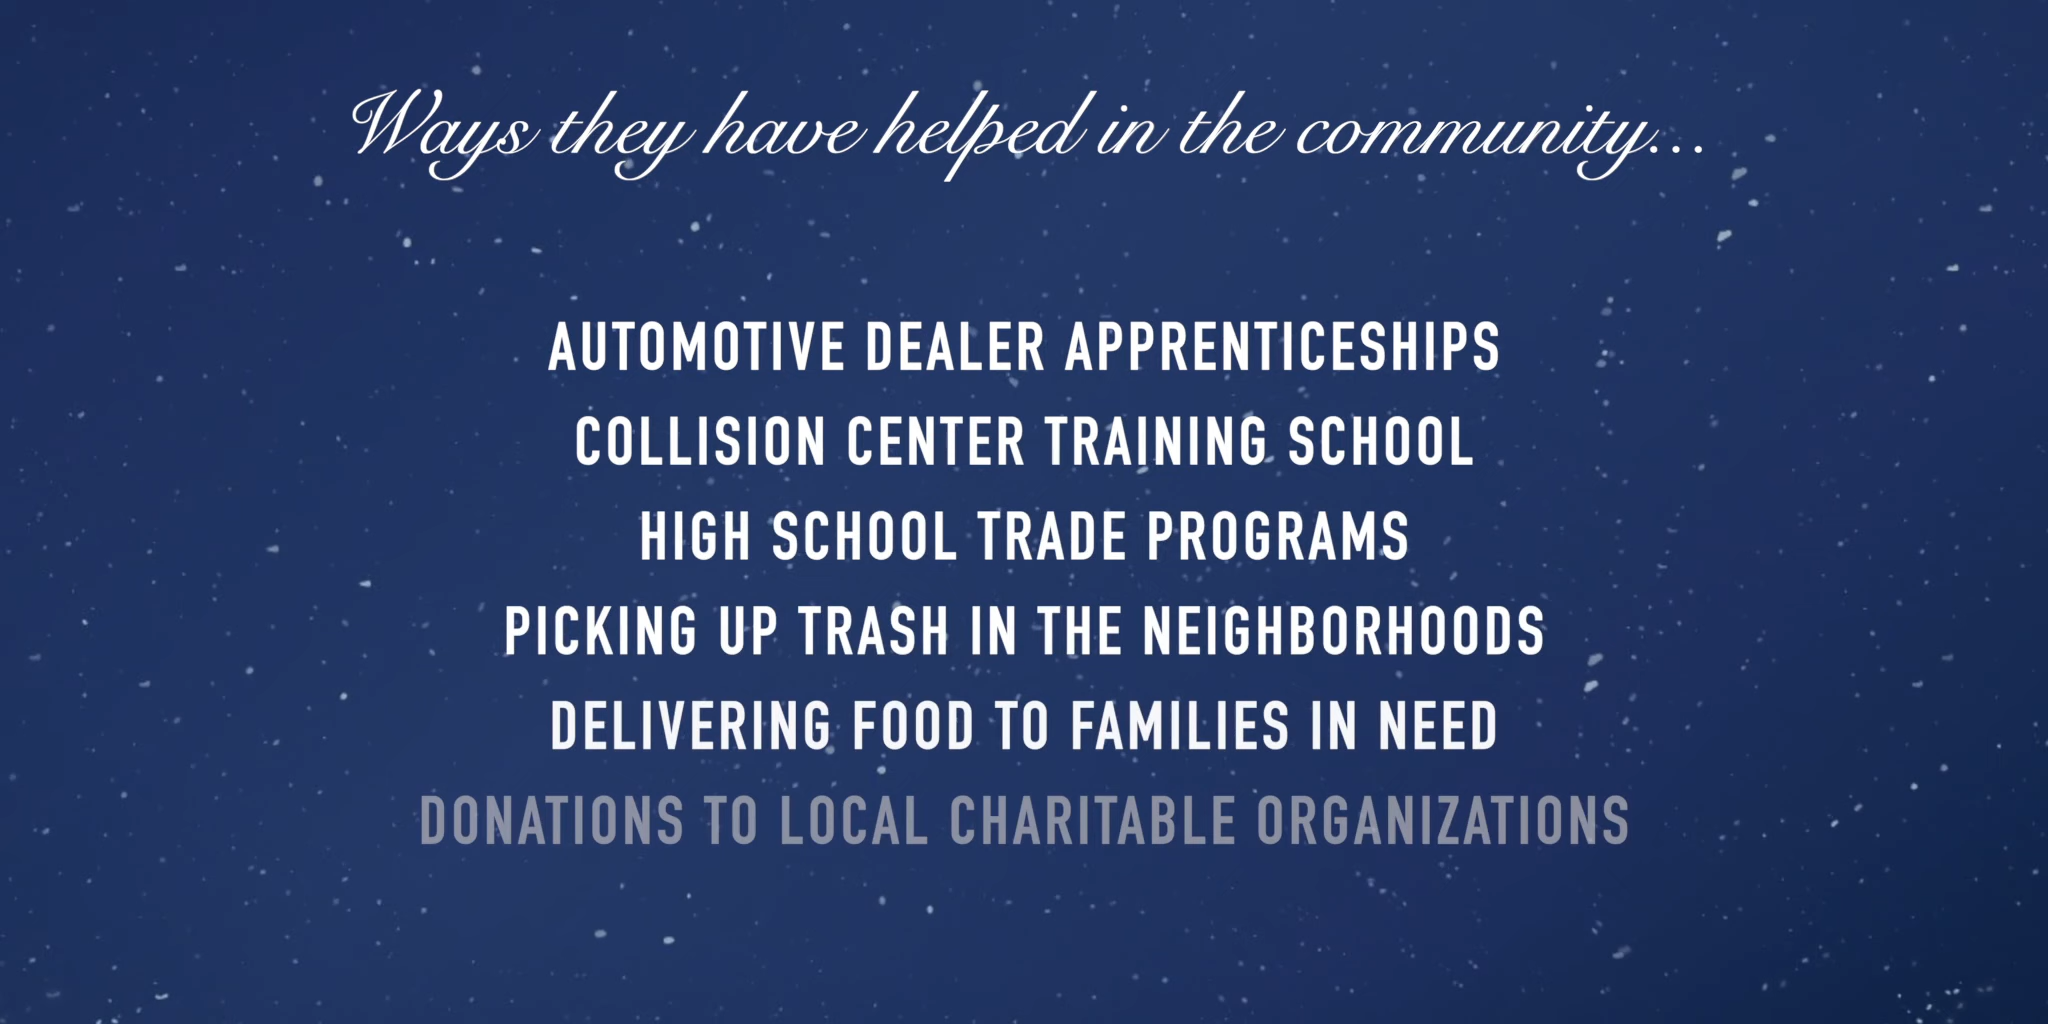 Ways they have helped in the community...
AUTOMOTIVE DEALER APPRENTICESHIPS
COLLISION CENTER TRAINING SCHOOL
HIGH SCHOOL TRADE PROGRAMS
PICKING UP TRASH IN THE NEIGHBORHOODS
DELIVERING FOOD TO FAMILIES IN NEED
DONATIONS TO LOCAL CHARITABLE ORGANIZATIONS